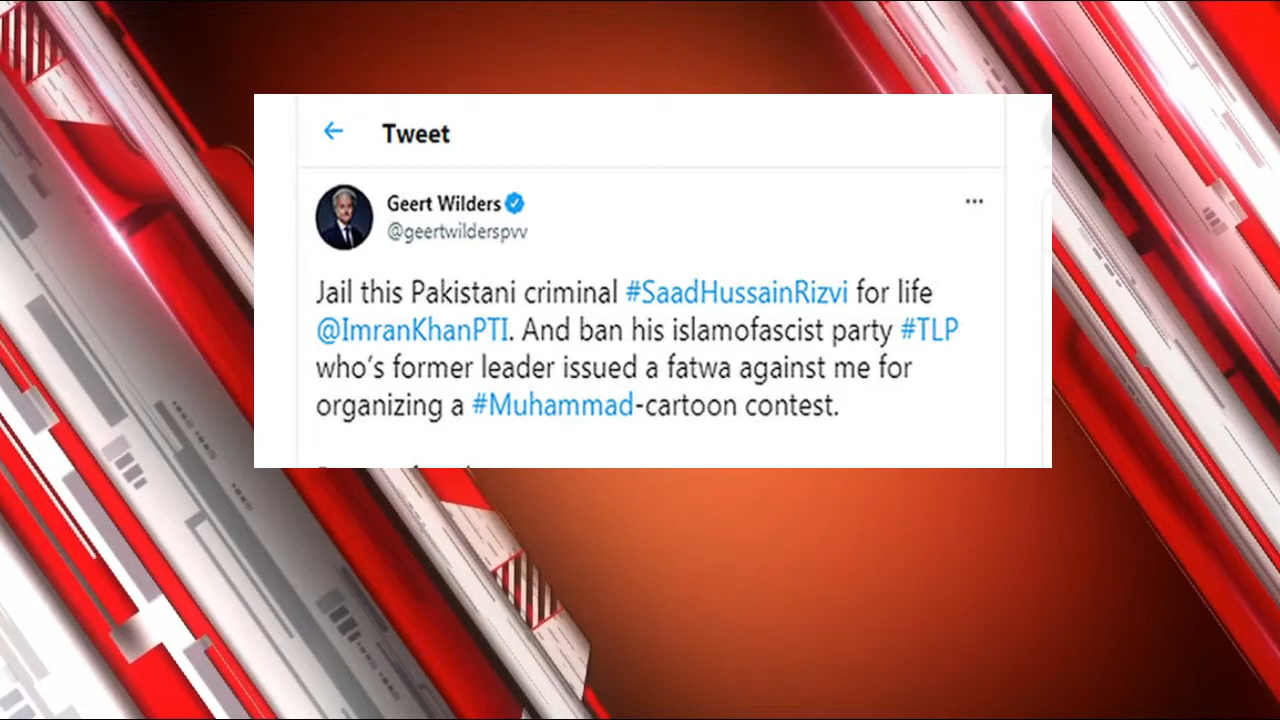 Tweet
Geert Wilders
@geertwilderspvv
Jail this Pakistani criminal #SaadHussainRizvi for life
@ImranKhanPTI. And ban his islamofascist party #TLP
who's former leader issued a fatwa against me for
organizing a #Muhammad-cartoon contest.